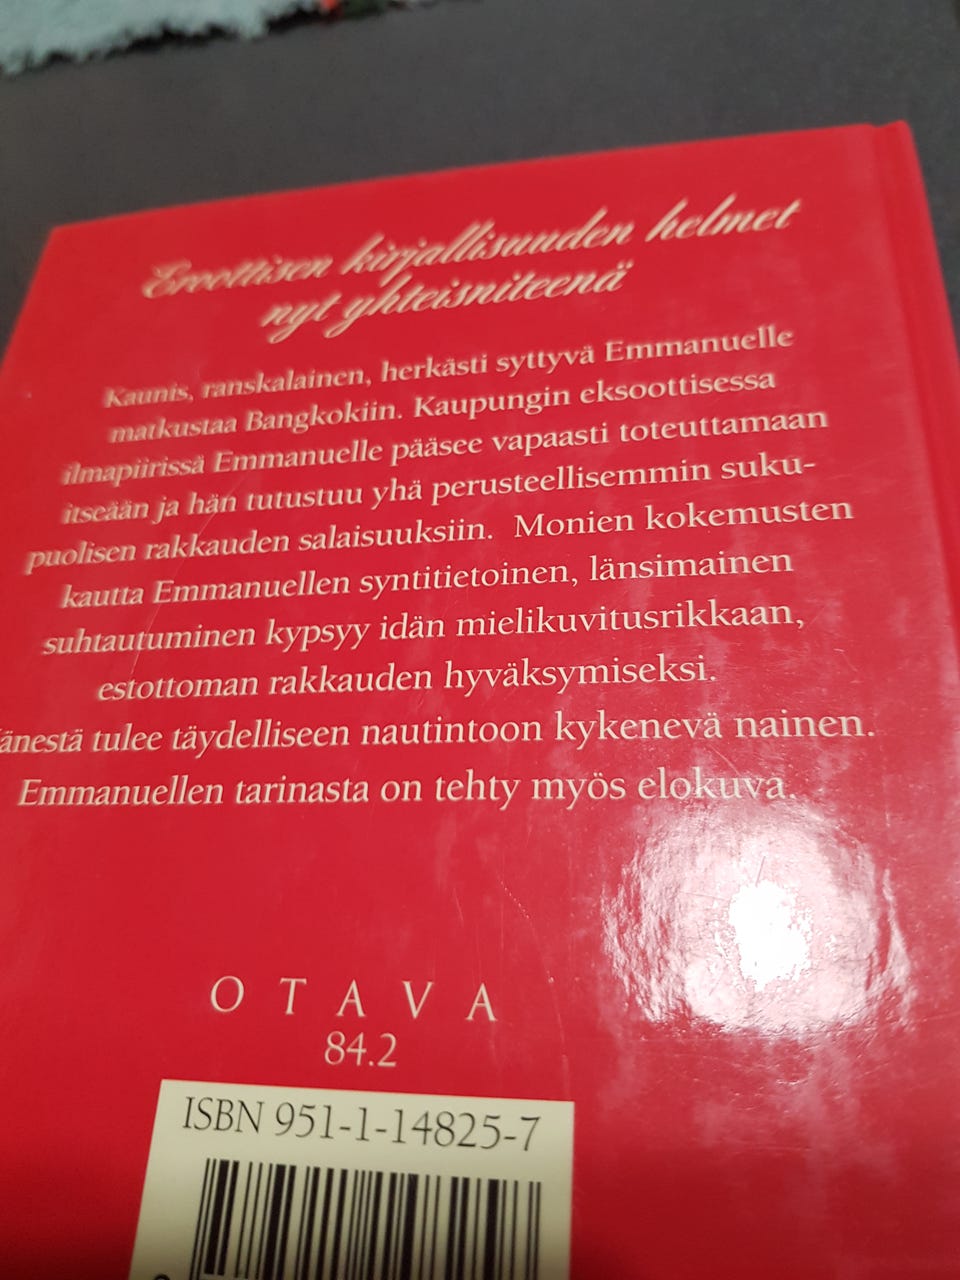 Eroottisen kirjallisuuden helmet
nyt yhteisniteenä
Kaunis, ranskalainen, herkästi syttyvä Emmanuelle
matkustaa Bangkokiin. Kaupungin eksoottisessa
ilmapiirissä Emmanuelle pääsee vapaasti toteuttamaan
itseään ja hän tutustuu yhä perusteellisemmin suku-
puolisen rakkauden salaisuuksiin. Monien kokemusten
kautta Emmanuellen syntitietoinen, länsimainen
suhtautuminen kypsyy idän mielikuvitusrikkaan,
estottoman rakkauden hyväksymiseksi.
änestä tulee täydelliseen nautintoon kykenevä nainen.
Emmanuellen tarinasta on tehty myös elokuva.
OTAVA
84.2
ISBN 951-1-14825-7